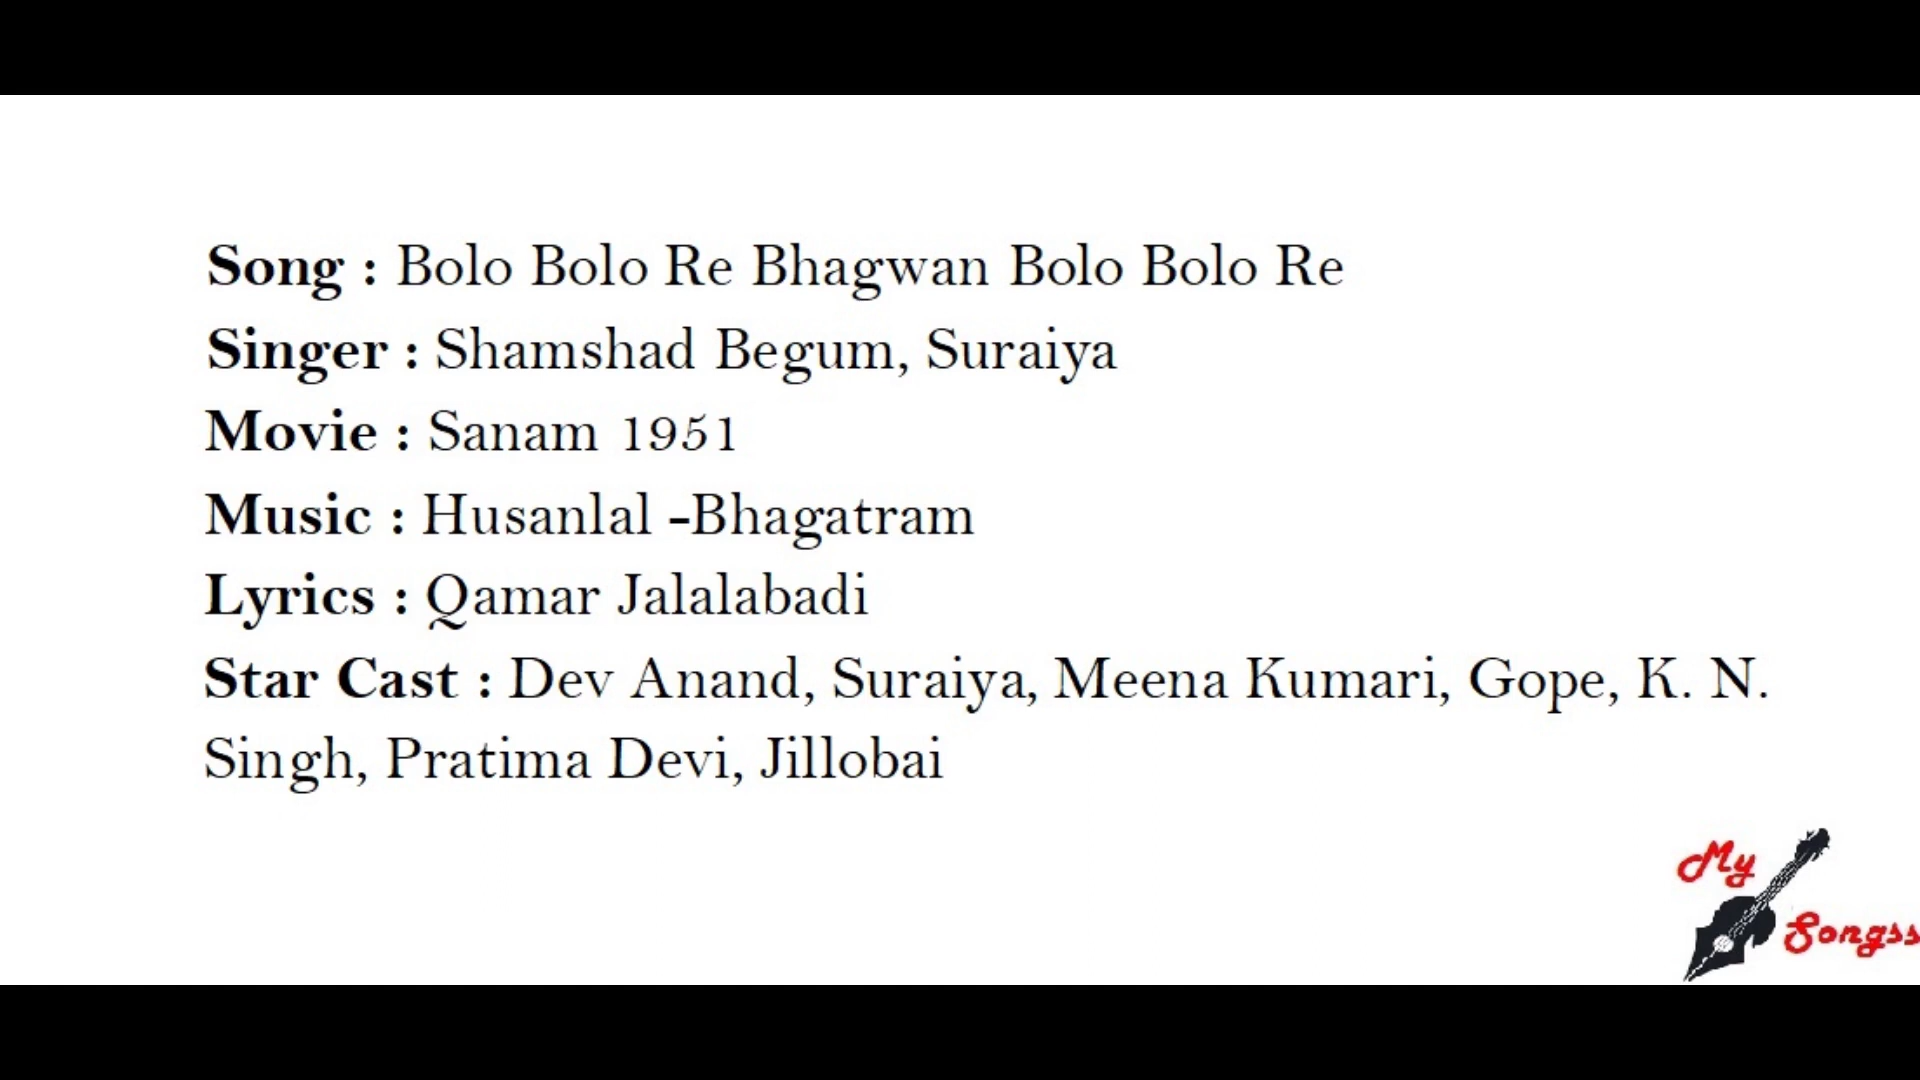 Song : Bolo Bolo Re Bhagwan Bolo Bolo Re
Singer : Shamshad Begum, Suraiya
Movie : Sanam 1951
Music : Husanlal -Bhagatram
Lyrics : Qamar Jalalabadi
Star Cast : Dev Anand, Suraiya, Meena Kumari, Gope, K. N.
Singh, Pratima Devi, Jillobai
My
Songss